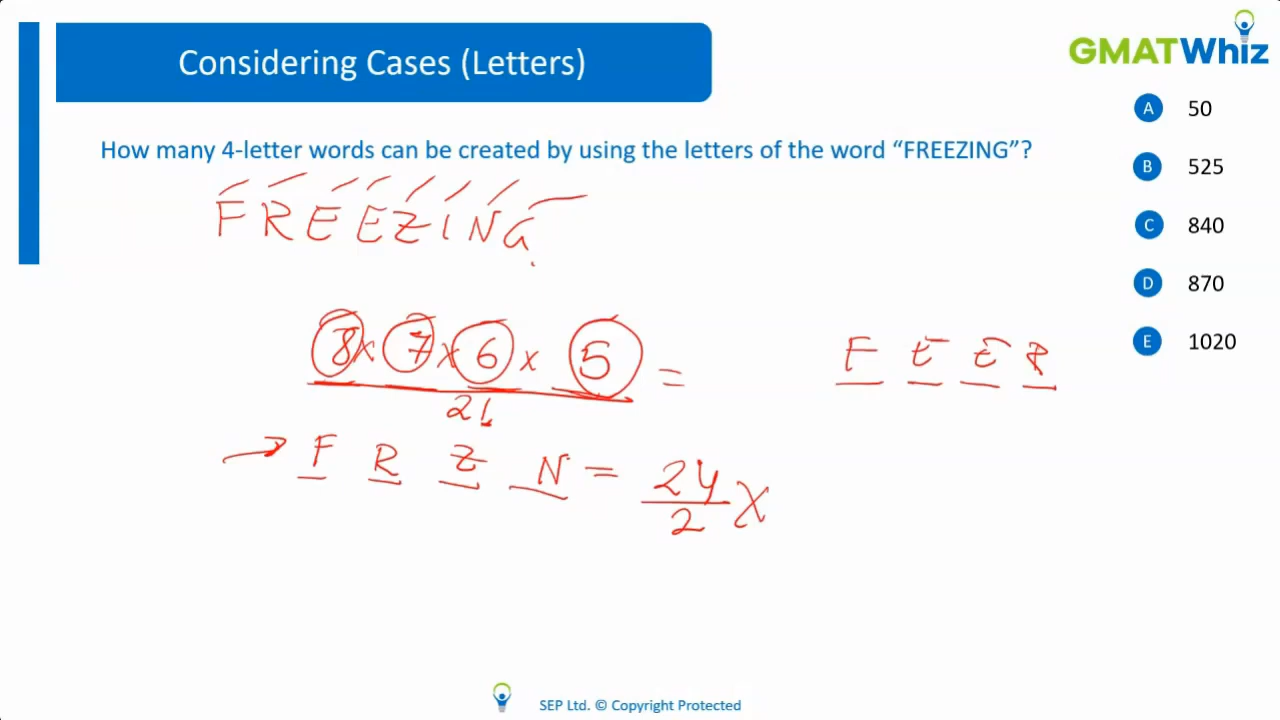 Considering Cases (Letters)
GMATWhiz
How many 4-letter words can be created by using the letters of the word “FREEZING”?
A 50
B 525
C 840
D 870
E 1020
FREEZING
8 x 7 x 6 x 5 =
2!
F E E R
F R Z N = 24/2 X
SEP Ltd. © Copyright Protected